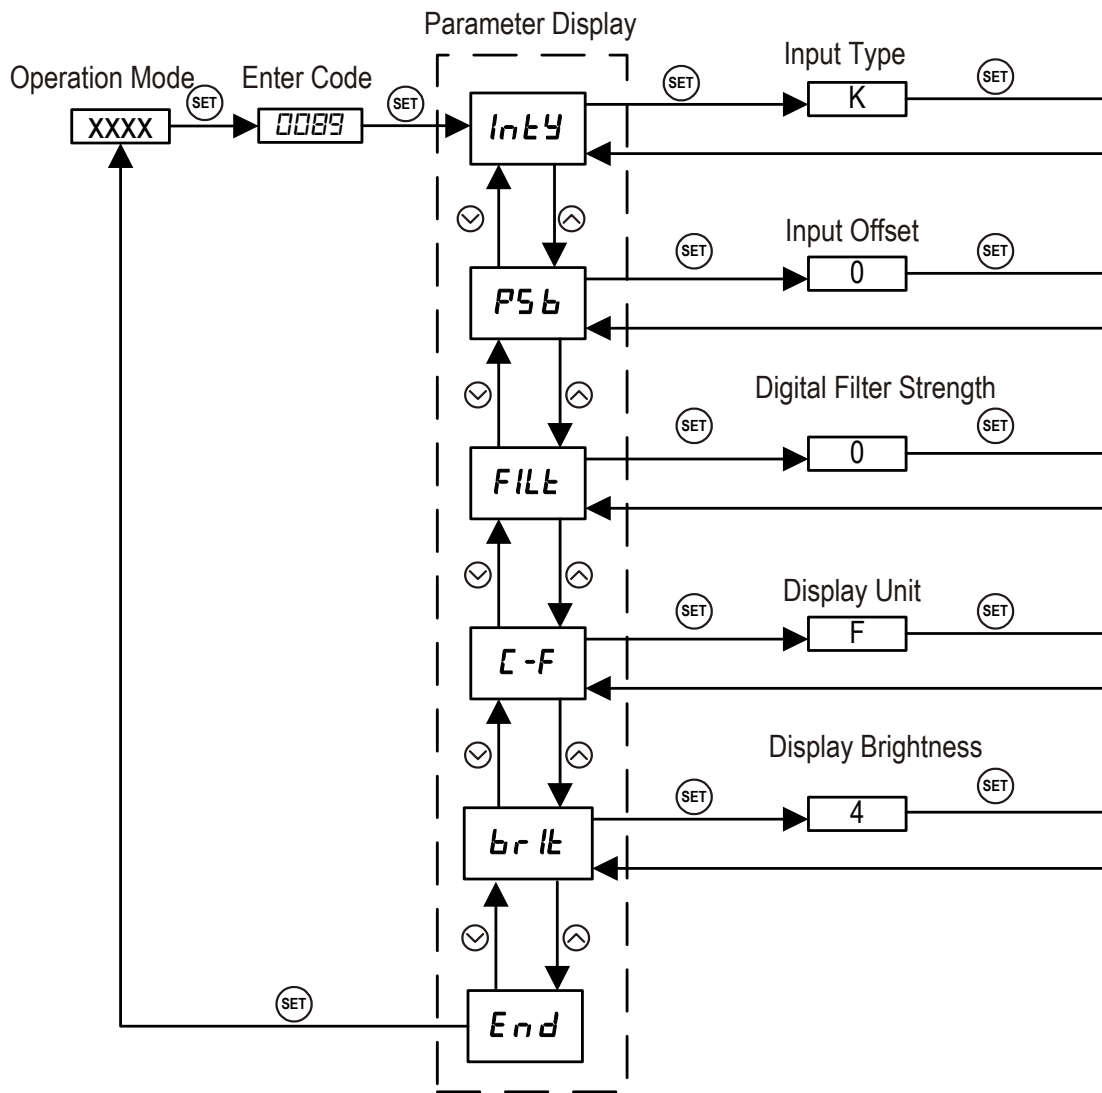 Parameter Display
Operation Mode
Enter Code
Input Type
SET
SET
SET
SET
XXXX
0089
IntY
K
Input Offset
SET
SET
PSb
0
Digital Filter Strength
SET
SET
FILt
0
Display Unit
SET
SET
C-F
F
Display Brightness
SET
SET
brIt
4
SET
End